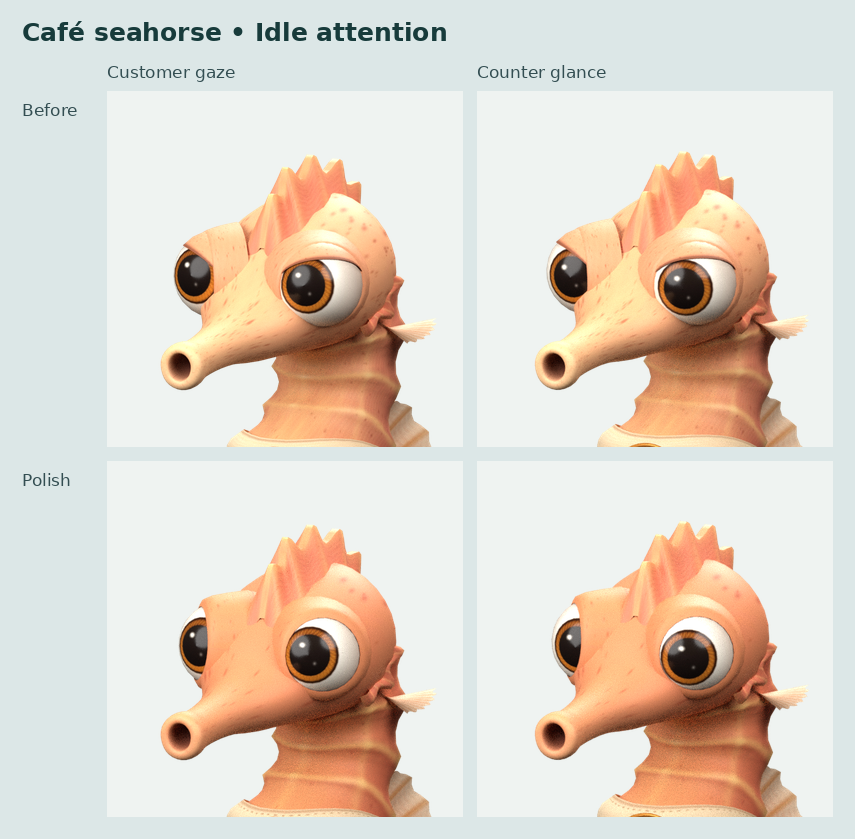 Café seahorse • Idle attention
Customer gaze
Counter glance
Before
Polish